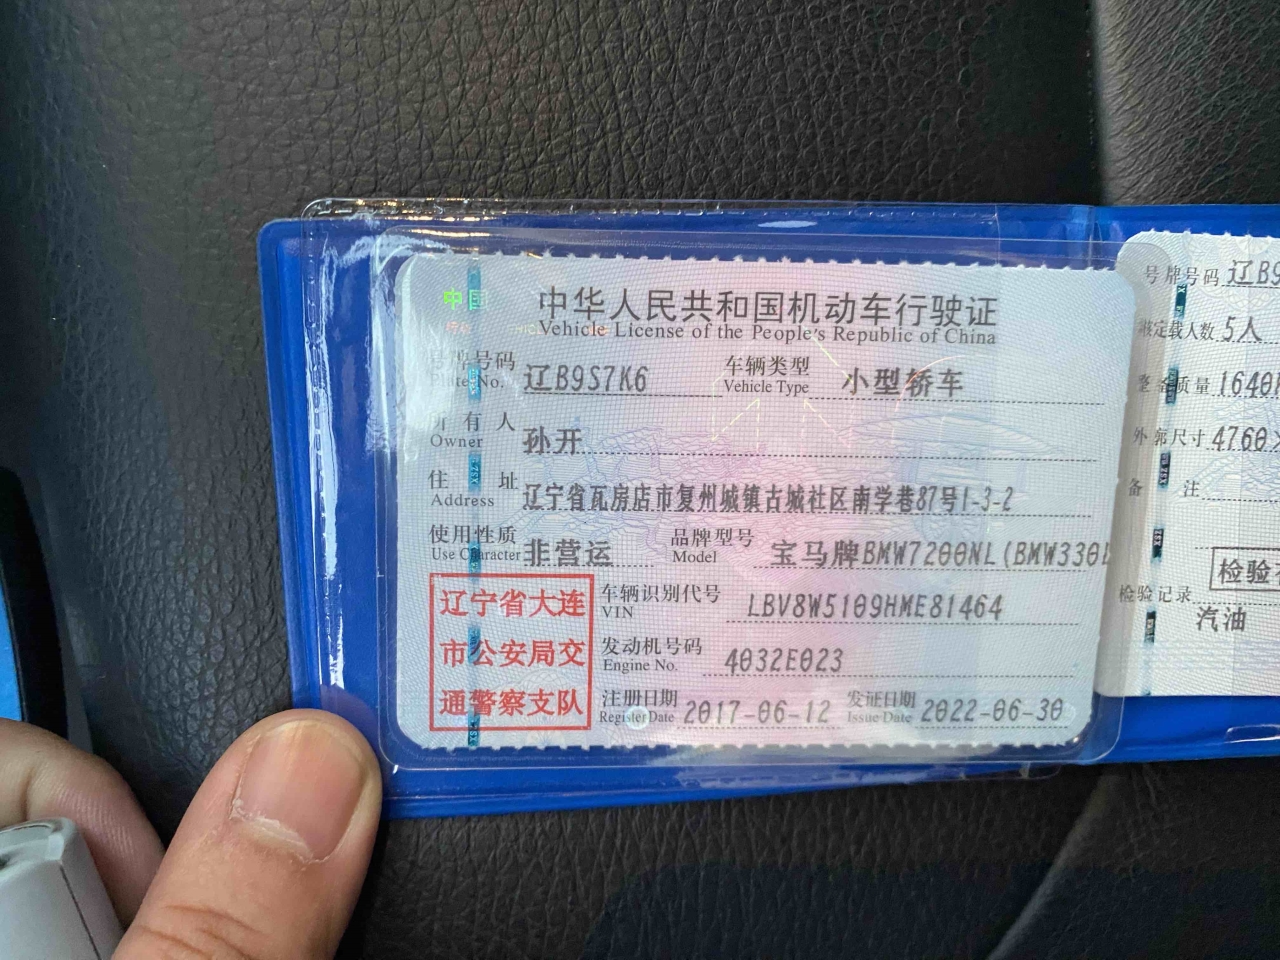 中国
中华人民共和国机动车行驶证
Vehicle License of the People's Republic of China
号牌号码 辽B9S7K6 车辆类型 小型轿车
Plate No. Vehicle Type
所有人 孙开
Owner
住址 辽宁省瓦房店市复州城镇古城社区南学巷87号1-3-2
Address
使用性质 非营运 品牌型号 宝马牌BMW7200NL(BMW330L
Use Character Model
辽宁省大连
市公安局交
通警察支队
车辆识别代号 LBV8W5109HME81464
VIN
发动机号码 4032E023
Engine No.
注册日期 2017-06-12 发证日期 2022-06-30
Register Date Issue Date
号牌号码 辽B9
核定载人数 5人
整备质量 1640
外廓尺寸 4760
备注
检验
检验记录
汽油